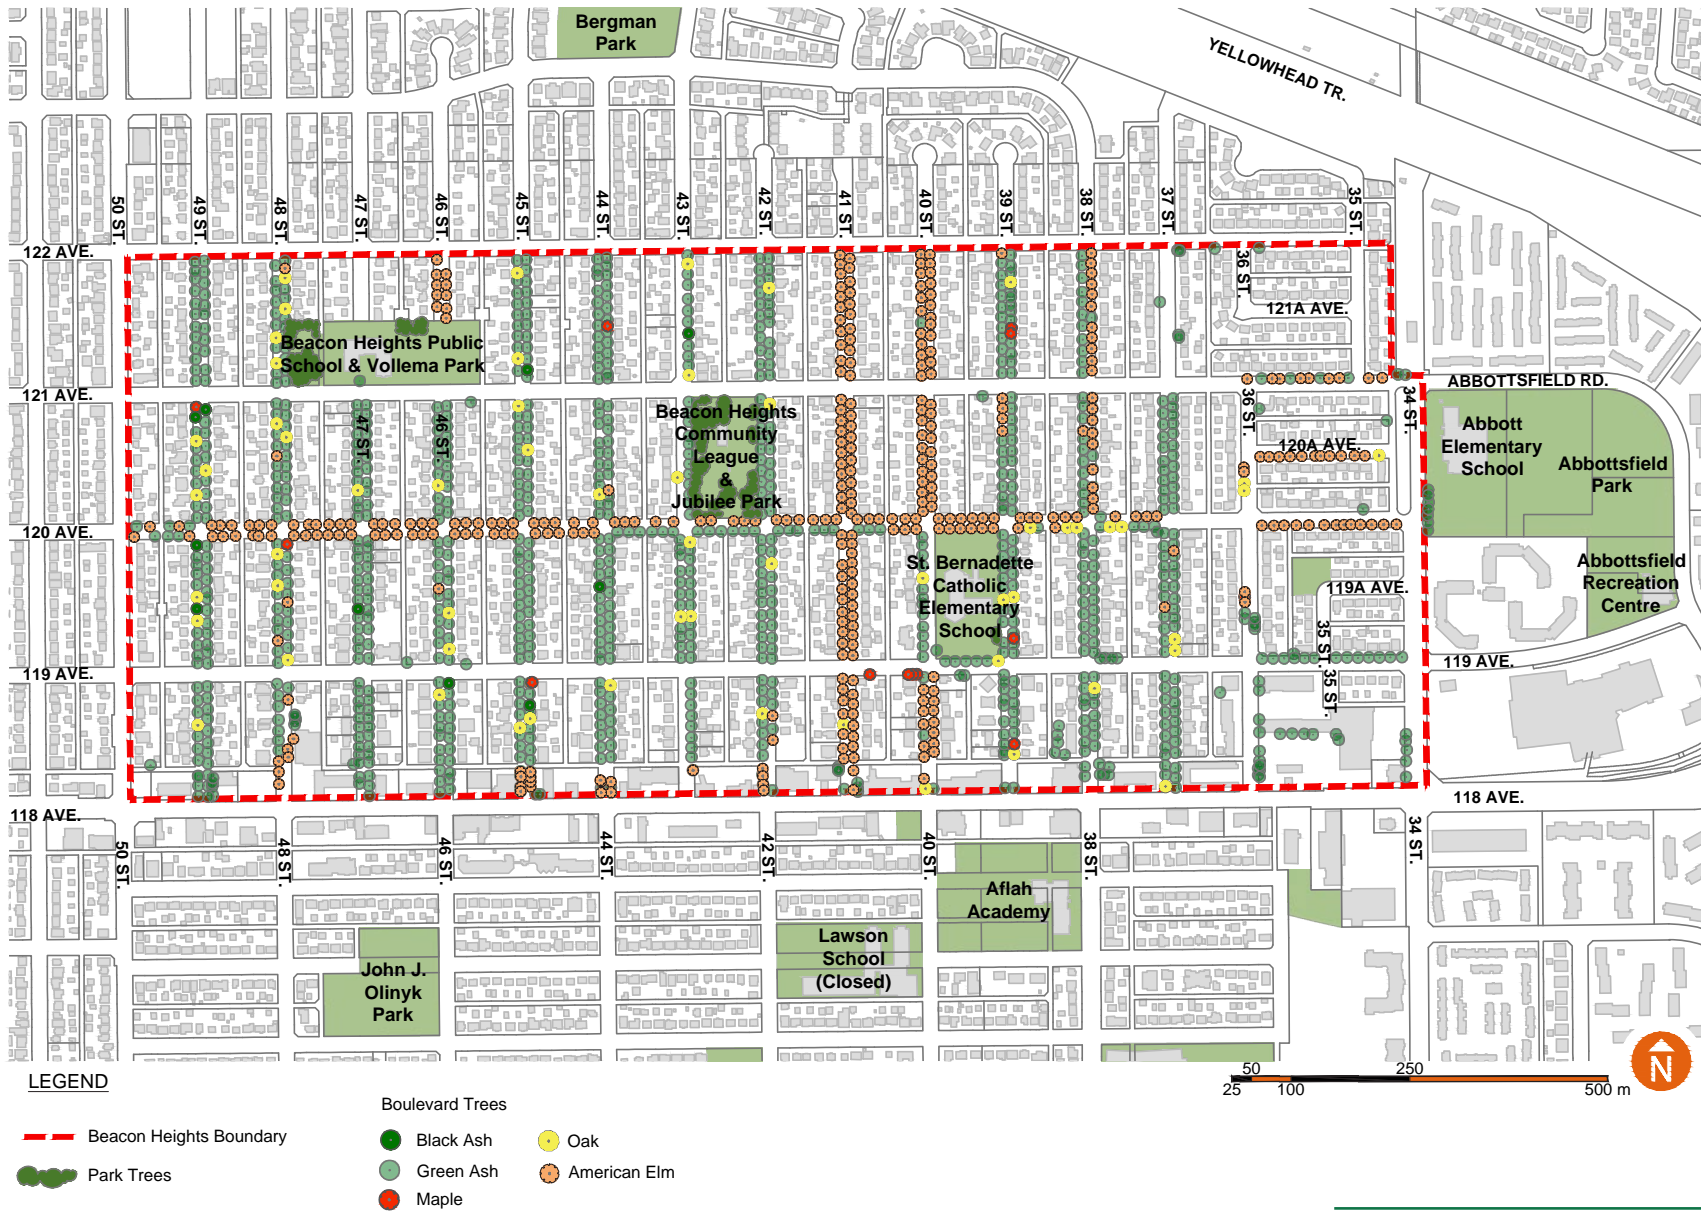 Bergman
Park
YELLOWHEAD TR.
50 ST.
49 ST.
48 ST.
47 ST.
46 ST.
45 ST.
44 ST.
43 ST.
42 ST.
41 ST.
40 ST.
39 ST.
38 ST.
37 ST.
35 ST.
122 AVE.
36 ST.
121A AVE.
Beacon Heights Public
School & Vollema Park
121 AVE.
ABBOTTSFIELD RD.
34 ST.
36 ST.
47 ST.
46 ST.
Beacon Heights
Community
League
&
Jubilee Park
120A AVE.
Abbott
Elementary
School
Abbottsfield
Park
120 AVE.
St. Bernadette
Catholic
Elementary
School
119A AVE.
Abbottsfield
Recreation
Centre
35 ST.
119 AVE.
119 AVE.
35 ST.
118 AVE.
118 AVE.
50 ST.
48 ST.
46 ST.
44 ST.
42 ST.
40 ST.
38 ST.
34 ST.
Aflah
Academy
Lawson
School
(Closed)
John J.
Olinyk
Park
N
50
250
25
100
500 m
LEGEND
Beacon Heights Boundary
Park Trees
Boulevard Trees
Black Ash
Green Ash
Maple
Oak
American Elm